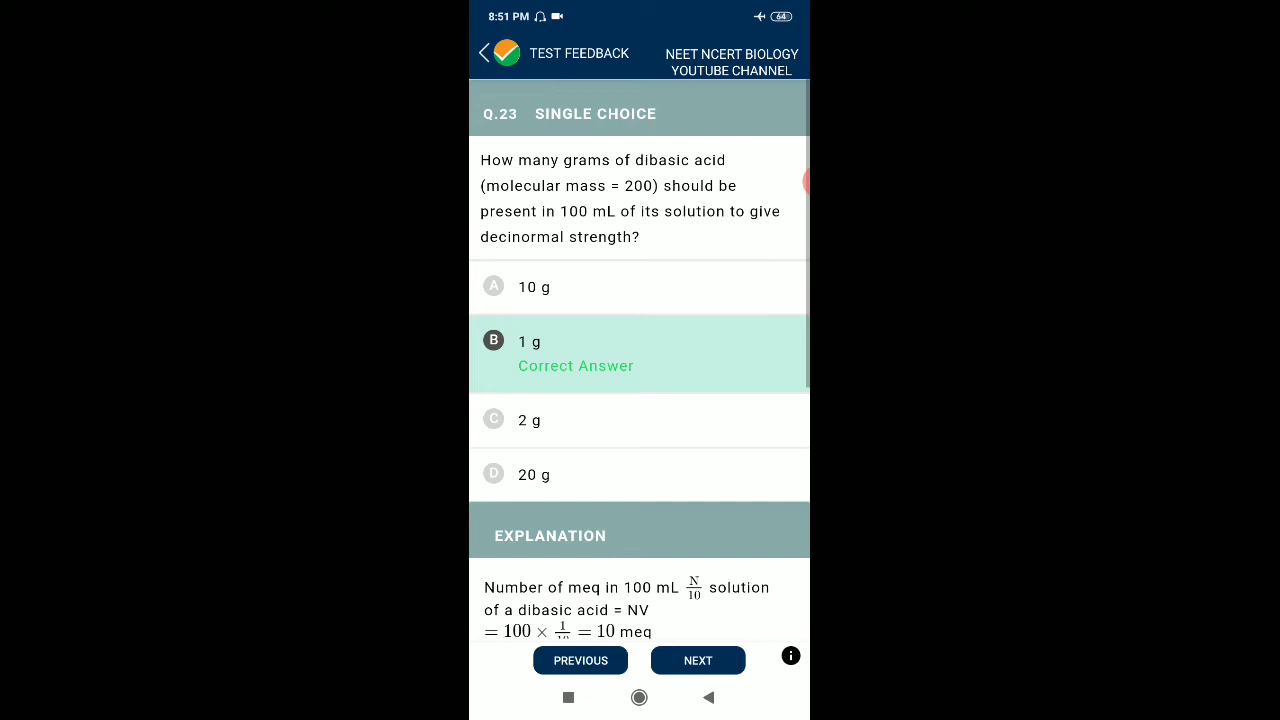 8:51 PM 64
TEST FEEDBACK
NEET NCERT BIOLOGY
YOUTUBE CHANNEL
Q.23 SINGLE CHOICE
How many grams of dibasic acid
(molecular mass = 200) should be
present in 100 mL of its solution to give
decinormal strength?
A 10 g
B 1 g
Correct Answer
C 2 g
D 20 g
EXPLANATION
Number of meq in 100 mL N/10 solution
of a dibasic acid = NV
= 100 × 1/10 = 10 meq
PREVIOUS NEXT i